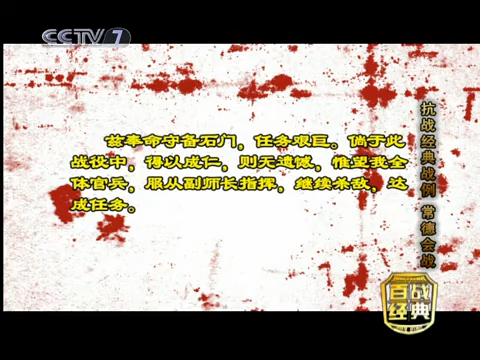 CCTV 7
兹奉命守备石门，任务艰巨。倘于此
战役中，得以成仁，则无遗憾，惟望我全
体官兵，服从副师长指挥，继续杀敌，达
成任务。
抗战经典战例 常德会战
百战
经典